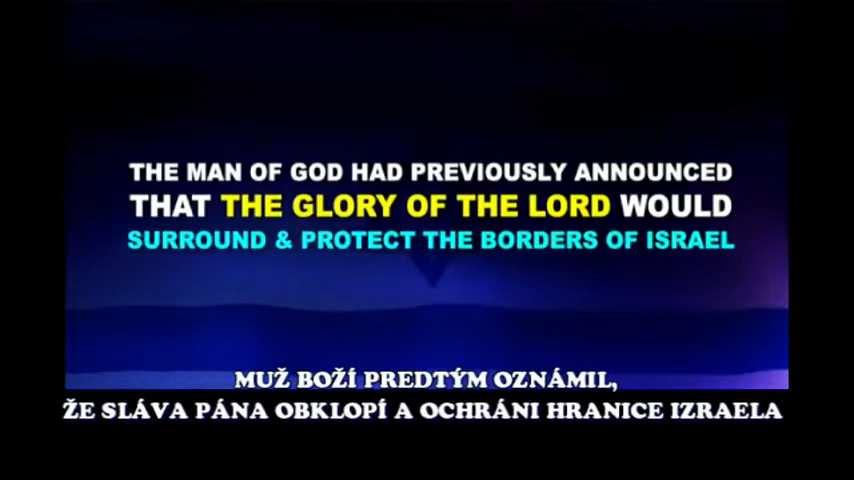 THE MAN OF GOD HAD PREVIOUSLY ANNOUNCED
THAT THE GLORY OF THE LORD WOULD
SURROUND & PROTECT THE BORDERS OF ISRAEL
MUŽ BOŽÍ PREDTÝM OZNÁMIL,
ŽE SLÁVA PÁNA OBKLOPÍ A OCHRÁNI HRANICE IZRAELA